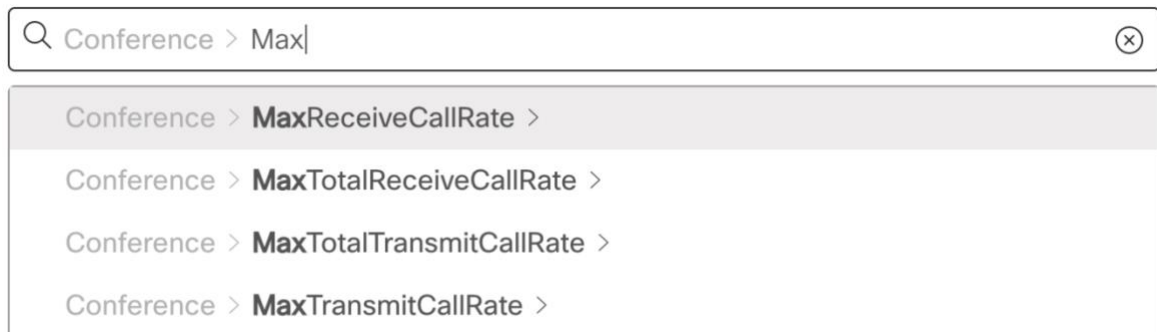 Conference > Max
Conference > MaxReceiveCallRate >
Conference > MaxTotalReceiveCallRate >
Conference > MaxTotalTransmitCallRate >
Conference > MaxTransmitCallRate >